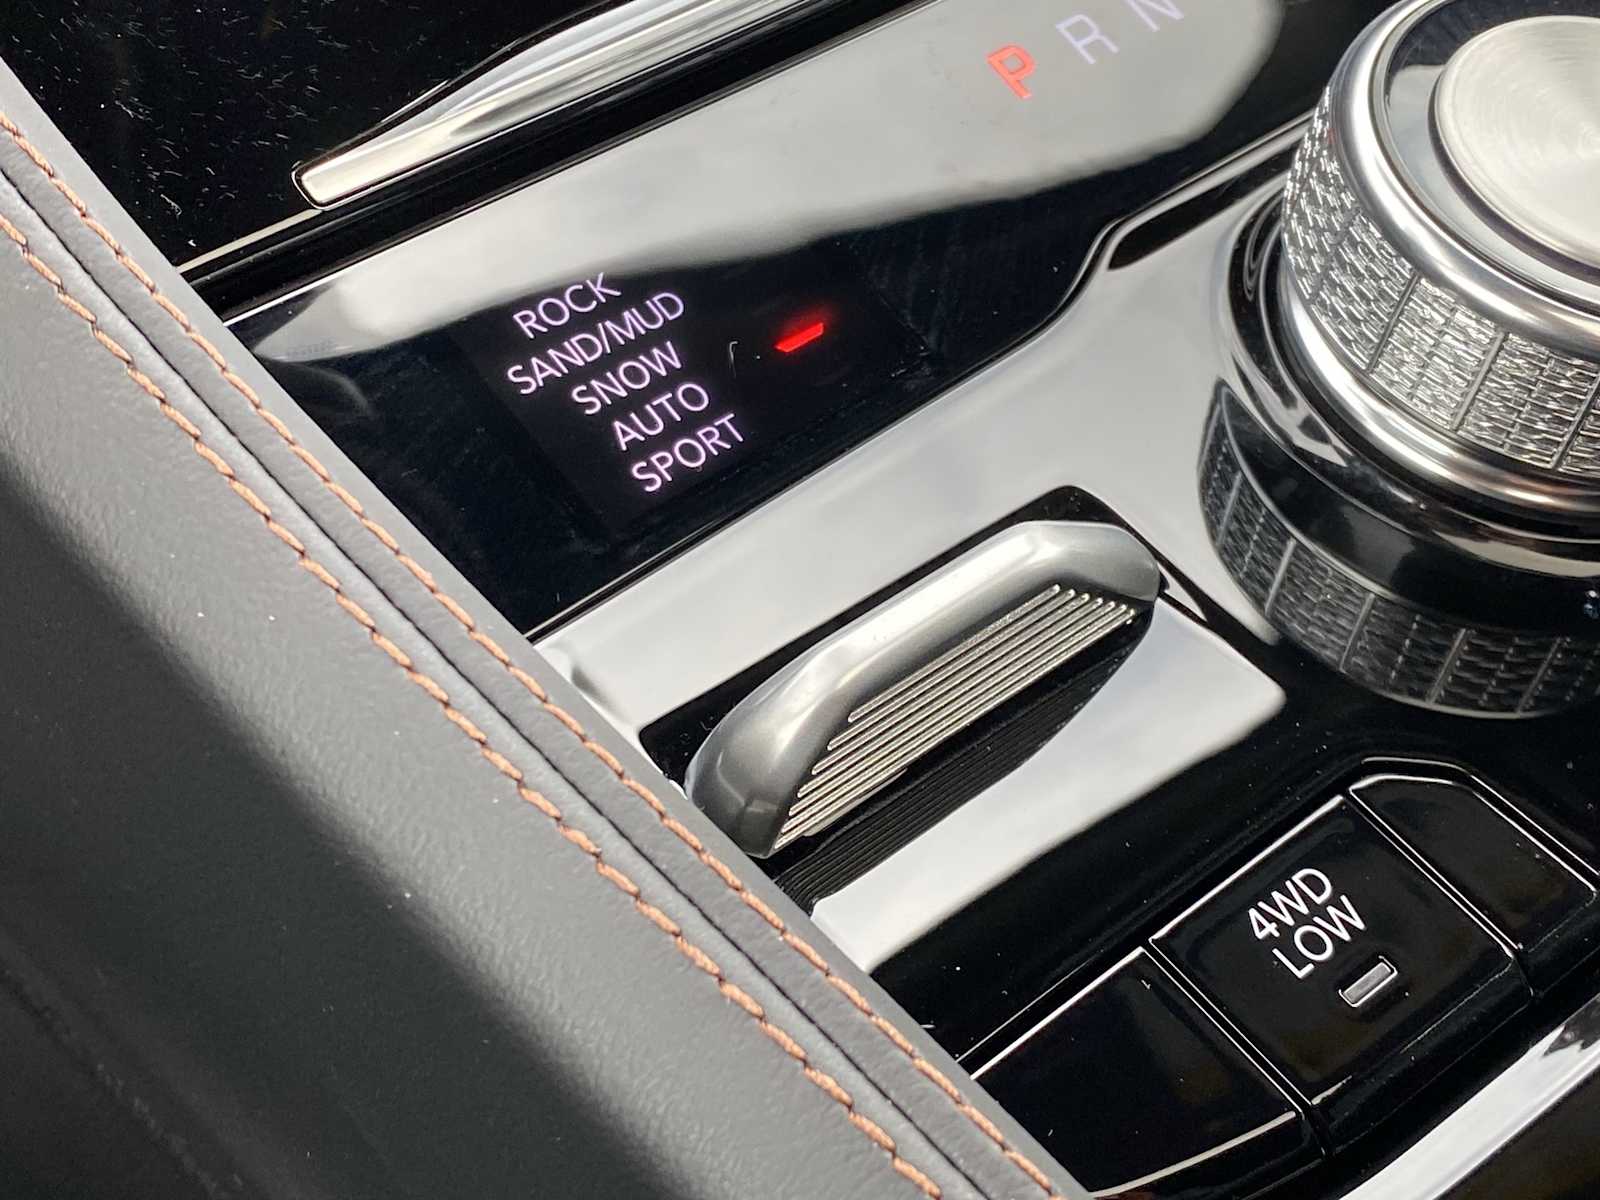 P R N
ROCK
SAND/MUD
SNOW
AUTO
SPORT
4WD
LOW